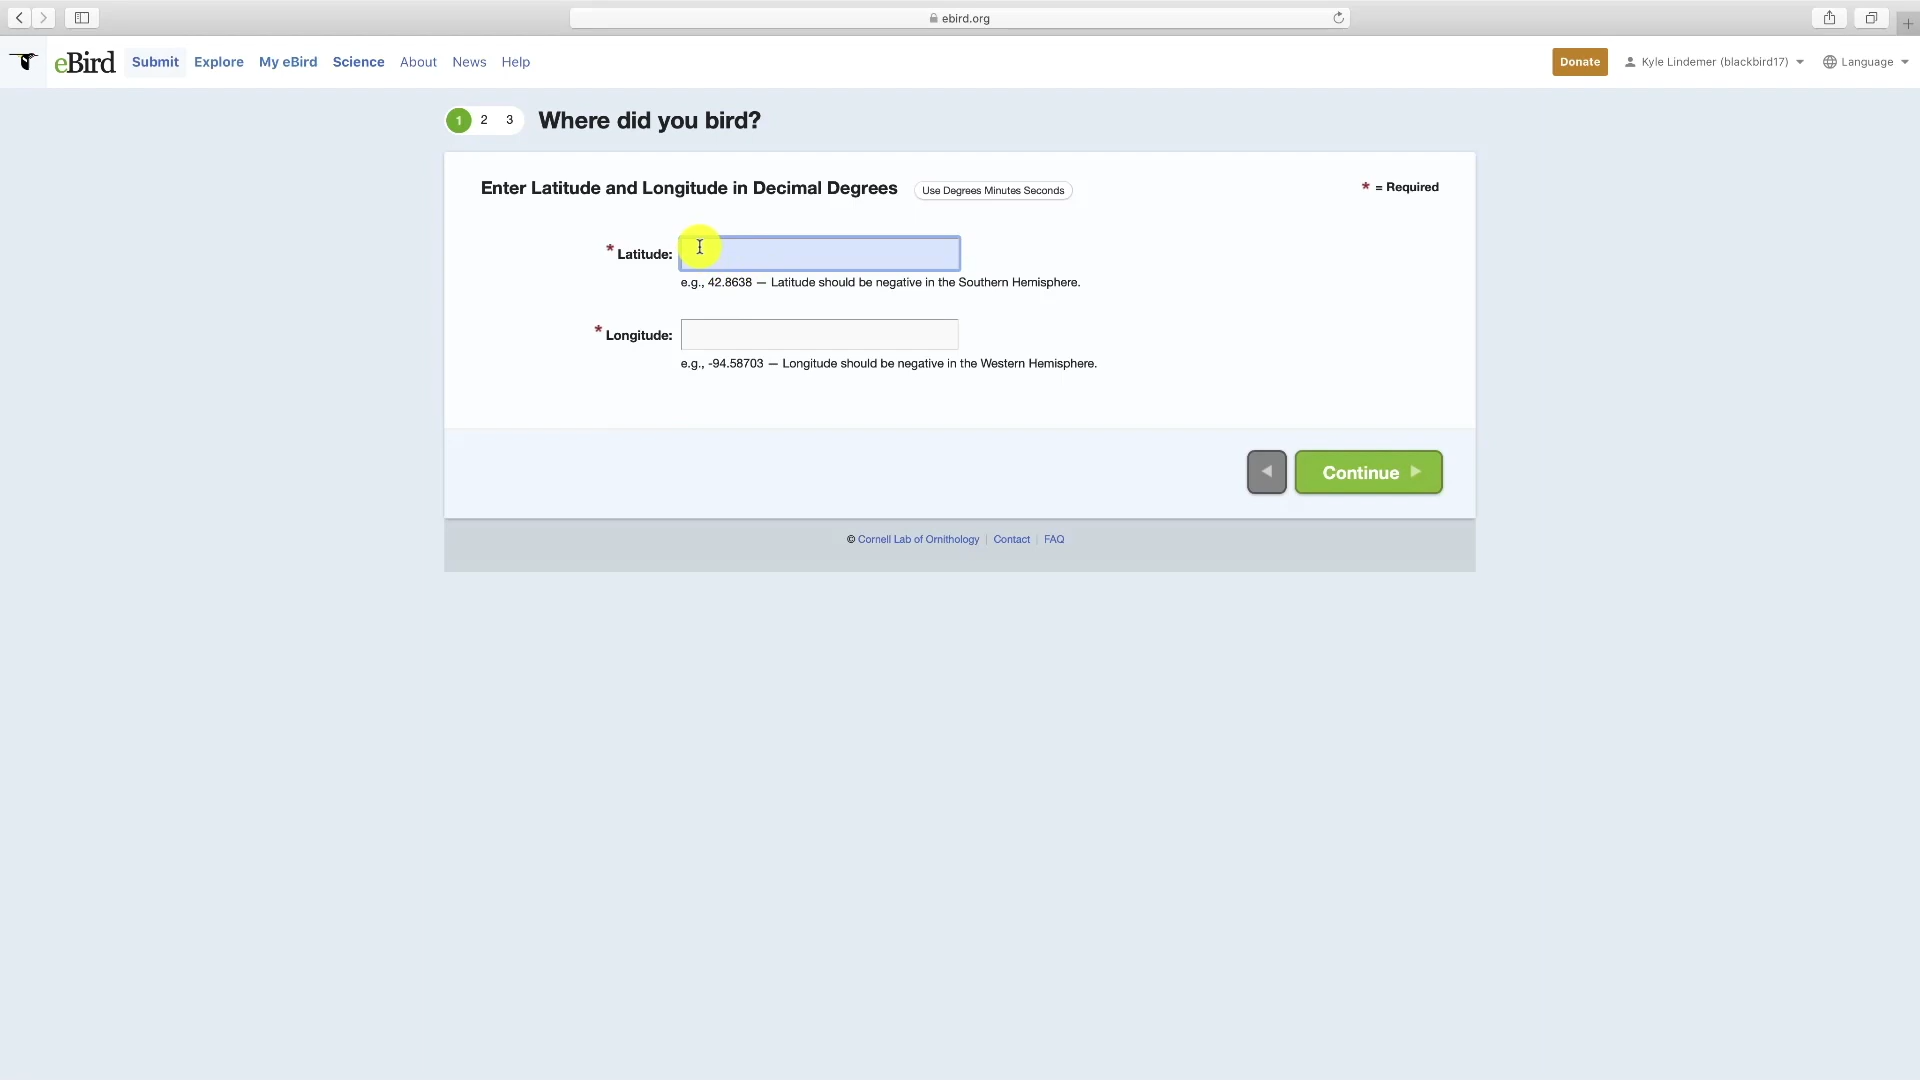 ebird.org
eBird Submit Explore My eBird Science About News Help Donate Kyle Lindemer (blackbird17) Language
1 2 3 Where did you bird?
Enter Latitude and Longitude in Decimal Degrees Use Degrees Minutes Seconds * = Required
* Latitude:
e.g., 42.8638 — Latitude should be negative in the Southern Hemisphere.
* Longitude:
e.g., -94.58703 — Longitude should be negative in the Western Hemisphere.
Continue
© Cornell Lab of Ornithology | Contact | FAQ